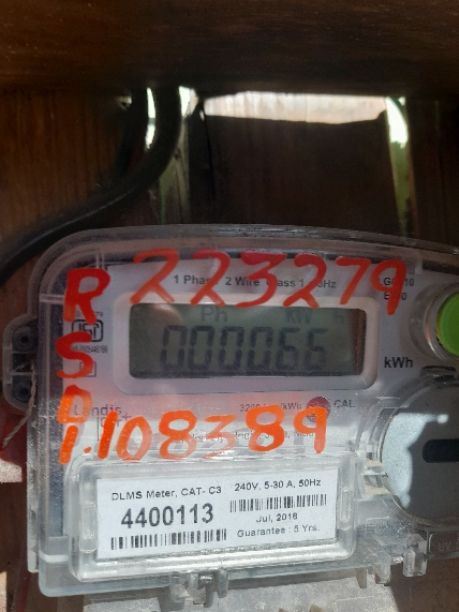 R 223279
1 Phase 2 Wire Class 1
Ph kW H
000066
kWh
S
D
Landis
CAL
1.108389
DLMS Meter, CAT- C3 240V, 5-30 A, 50Hz
4400113
Jul, 2018
Guarantee : 5 Yrs.